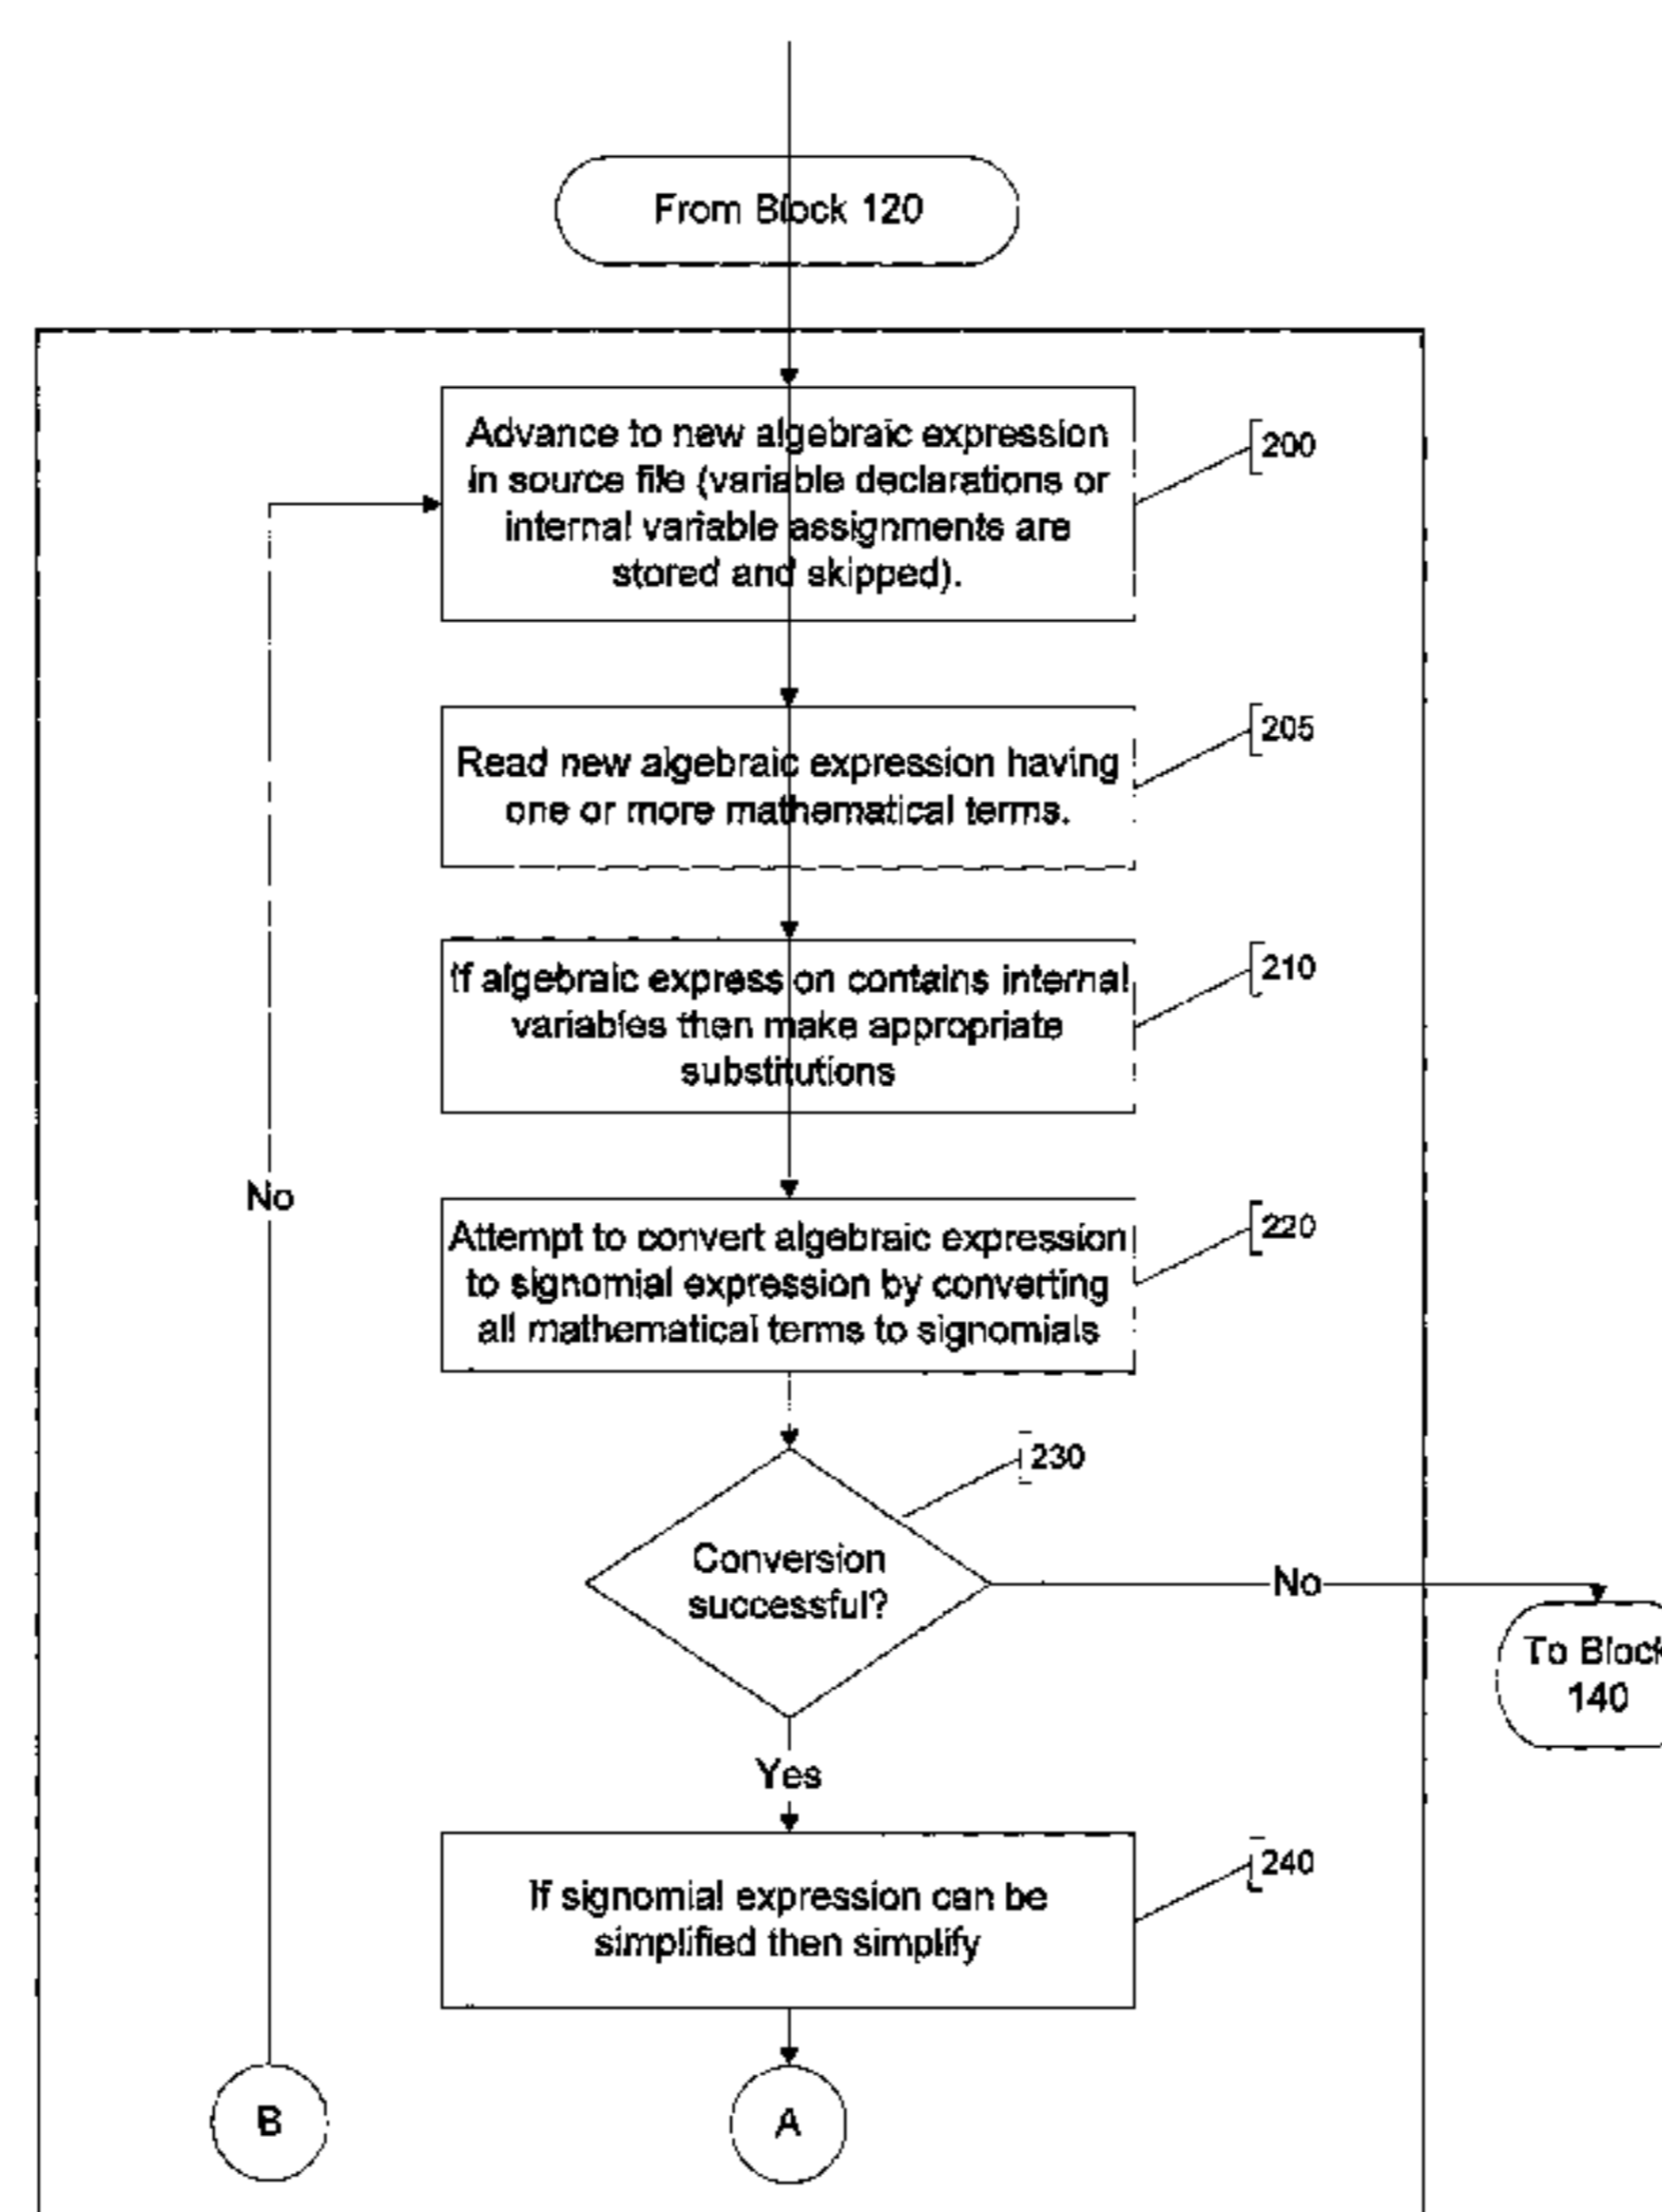 From Block 120
Advance to new algebraic expression
in source file (variable declarations or
internal variable assignments are
stored and skipped).
200
Read new algebraic expression having
one or more mathematical terms.
205
If algebraic express on contains internal
variables then make appropriate
substitutions
210
No
Attempt to convert algebraic expression
to signomial expression by converting
all mathematical terms to signomials
220
230
Conversion
successful?
No
To Block
140
Yes
If signomial expression can be
simplified then simplify
240
B
A